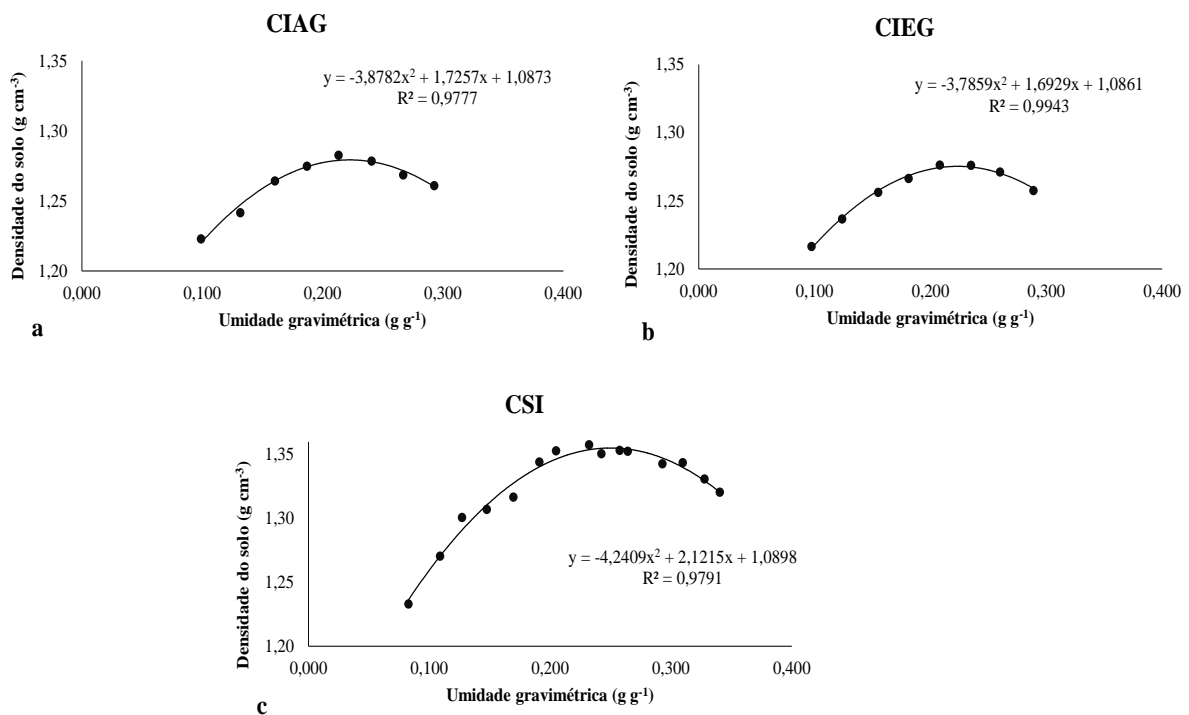 CIAG
1,35
1,30
1,25
1,20
Densidade do solo (g cm⁻³)
y = -3,8782x² + 1,7257x + 1,0873
R² = 0,9777
0,000 0,100 0,200 0,300 0,400
Umidade gravimétrica (g g⁻¹)
a
CIEG
1,35
1,30
1,25
1,20
Densidade do solo (g cm⁻³)
y = -3,7859x² + 1,6929x + 1,0861
R² = 0,9943
0,000 0,100 0,200 0,300 0,400
Umidade gravimétrica (g g⁻¹)
b
CSI
1,35
1,30
1,25
1,20
Densidade do solo (g cm⁻³)
y = -4,2409x² + 2,1215x + 1,0898
R² = 0,9791
0,000 0,100 0,200 0,300 0,400
Umidade gravimétrica (g g⁻¹)
c